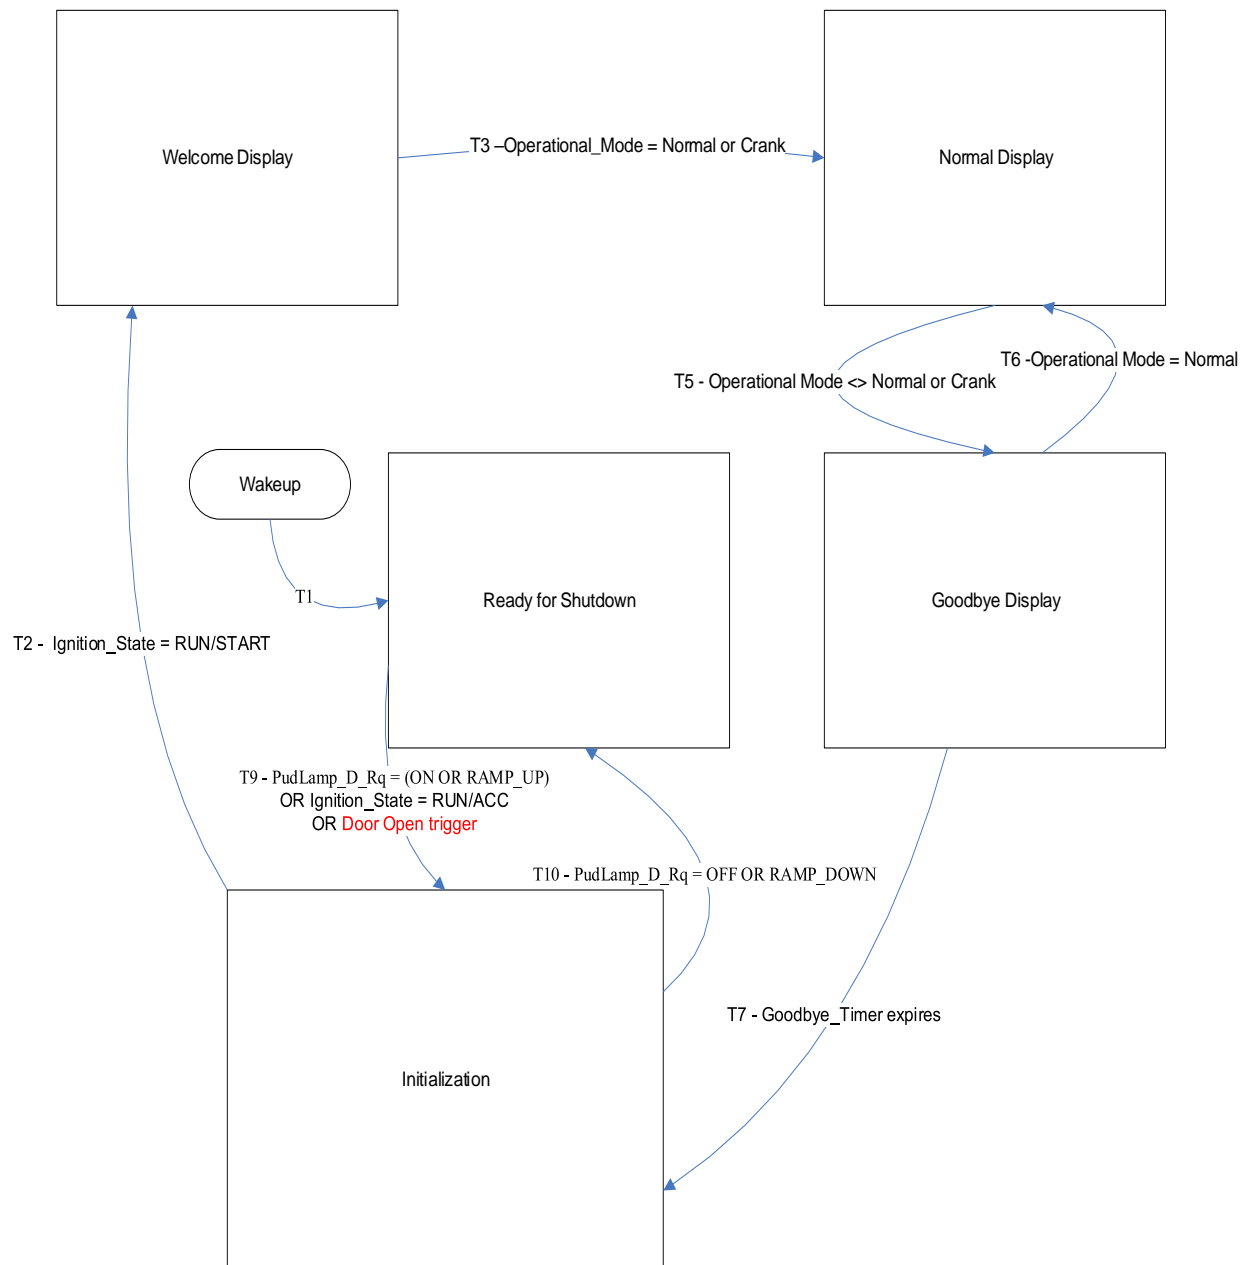 Welcome Display
T3 –Operational_Mode = Normal or Crank
Normal Display
T6 -Operational Mode = Normal
T5 - Operational Mode <> Normal or Crank
Wakeup
T1
Ready for Shutdown
Goodbye Display
T2 - Ignition_State = RUN/START
T9 - PudLamp_D_Rq = (ON OR RAMP_UP)
OR Ignition_State = RUN/ACC
OR Door Open trigger
T10 - PudLamp_D_Rq = OFF OR RAMP_DOWN
T7 - Goodbye_Timer expires
Initialization